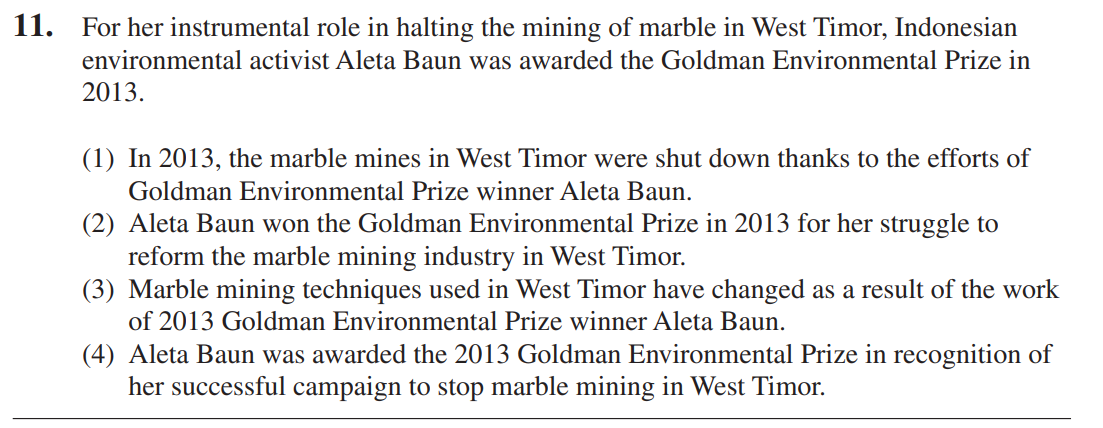 11. For her instrumental role in halting the mining of marble in West Timor, Indonesian
environmental activist Aleta Baun was awarded the Goldman Environmental Prize in
2013.
(1) In 2013, the marble mines in West Timor were shut down thanks to the efforts of
Goldman Environmental Prize winner Aleta Baun.
(2) Aleta Baun won the Goldman Environmental Prize in 2013 for her struggle to
reform the marble mining industry in West Timor.
(3) Marble mining techniques used in West Timor have changed as a result of the work
of 2013 Goldman Environmental Prize winner Aleta Baun.
(4) Aleta Baun was awarded the 2013 Goldman Environmental Prize in recognition of
her successful campaign to stop marble mining in West Timor.